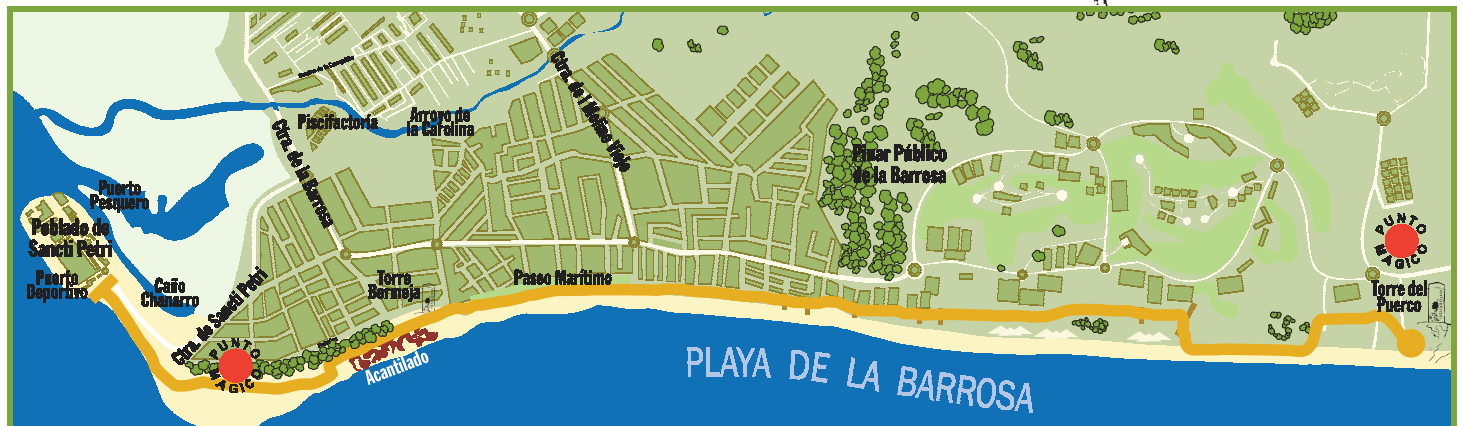 Piscifactoría
Arroyo de
la Carolina
Ctra. de l Molino Viejo
Ctra. de la Barrosa
Pinar Público
de la Barrosa
Puerto
Pesquero
Poblado de
Sancti Petri
Puerto
Deportivo
Caño
Chanarro
Ctra. de Sancti Petri
Torre
Bermeja
Paseo Marítimo
PUNTO
MAGICO
PUNTO
MAGICO
Torre del
Puerco
Acantilado
PLAYA DE LA BARROSA